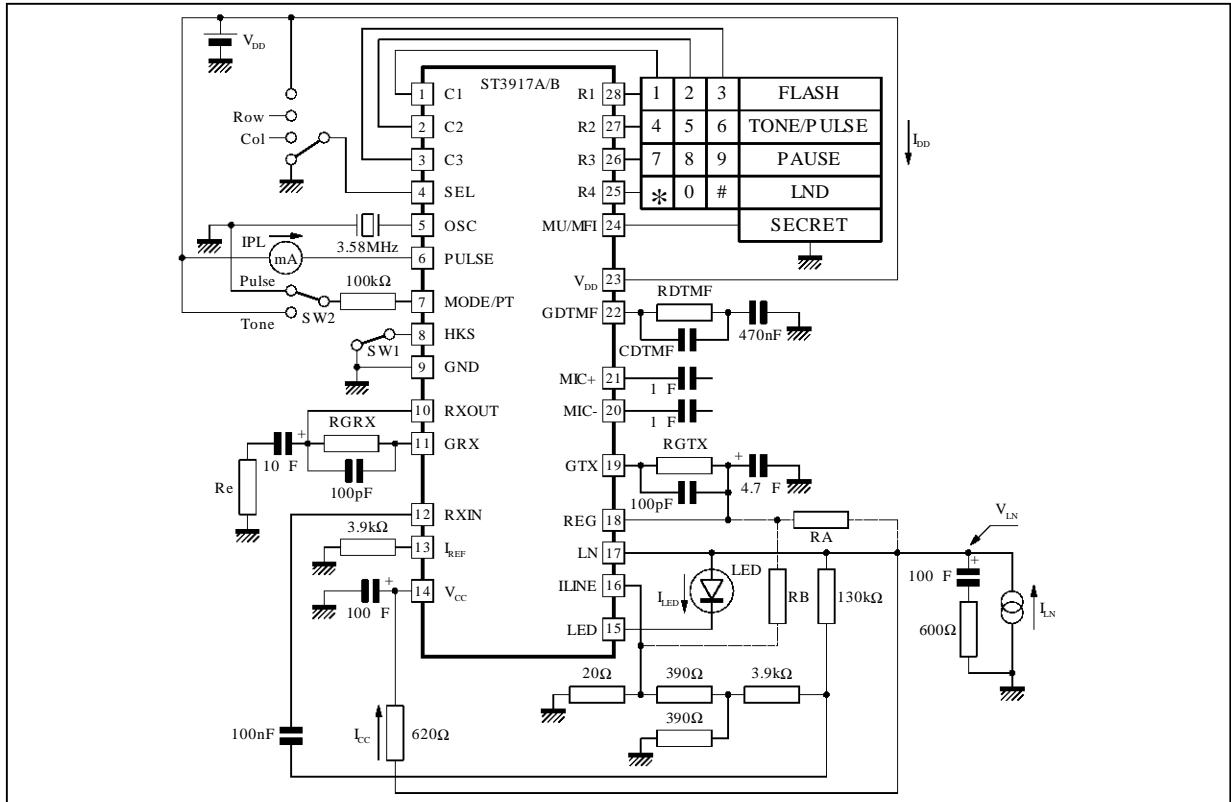 V_DD
ST3917A/B
1 C1
2 C2
3 C3
4 SEL
5 OSC
6 PULSE
7 MODE/PT
8 HKS
9 GND
10 RXOUT
11 GRX
12 RXIN
13 I_REF
14 V_CC
R1 28
R2 27
R3 26
R4 25
MU/MFI 24
V_DD 23
GDTMF 22
MIC+ 21
MIC- 20
GTX 19
REG 18
LN 17
ILINE 16
LED 15
1 2 3 FLASH
4 5 6 TONE/PULSE
7 8 9 PAUSE
* 0 # LND
SECRET
I_DD
Row
Col
3.58MHz
IPL
mA
100kΩ
Pulse
Tone
SW2
SW1
RGRX
+
10 F
100pF
Re
3.9kΩ
+
100 F
100nF
I_CC
620Ω
RDTMF
CDTMF
470nF
1 F
1 F
RGTX
+
100pF
4.7 F
RA
V_LN
LED
I_LED
RB
130kΩ
+
100 F
600Ω
I_LN
20Ω
390Ω
3.9kΩ
390Ω